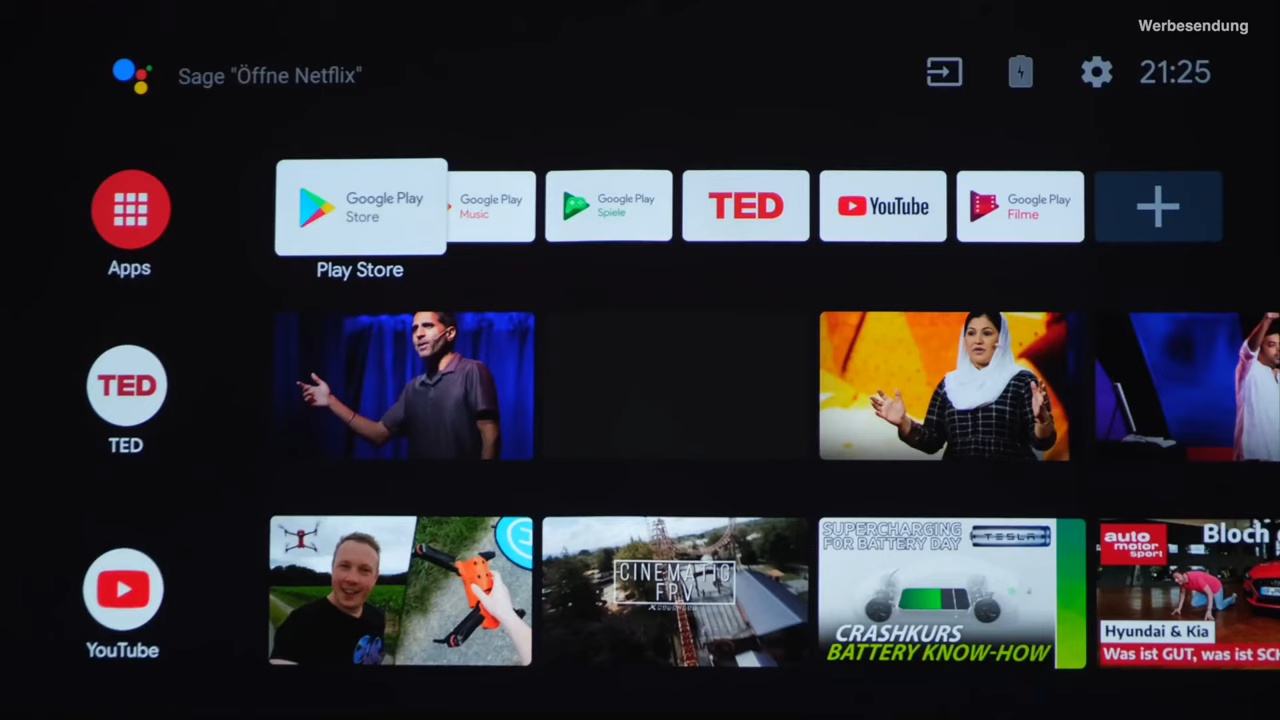 Werbesendung
Sage "Öffne Netflix"
21:25
Google Play
Store
Google Play
Music
Google Play
Spiele
TED
YouTube
Google Play
Filme
Apps
Play Store
TED
TED
YouTube
CINEMATIC
FPV
SUPERCHARGING
FOR BATTERY DAY
TESLA
CRASHKURS
BATTERY KNOW-HOW
auto
motor
sport
Bloch
Hyundai & Kia
Was ist GUT, was ist SCH